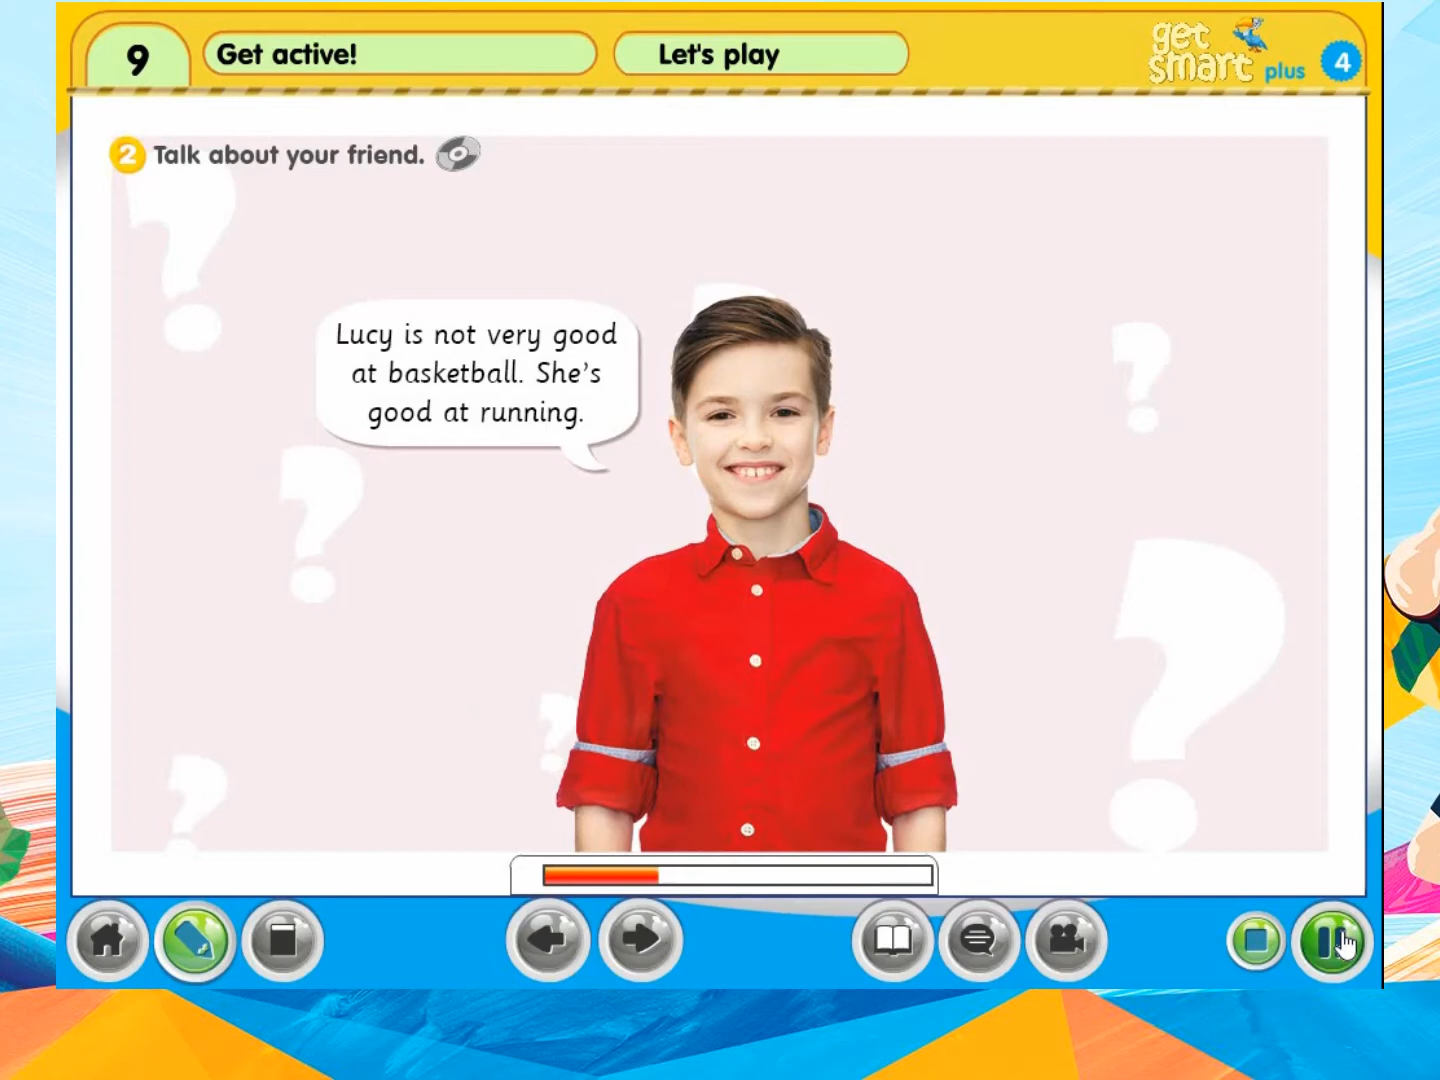 9
Get active!
Let's play
get
smart plus 4
2 Talk about your friend.
Lucy is not very good
at basketball. She's
good at running.